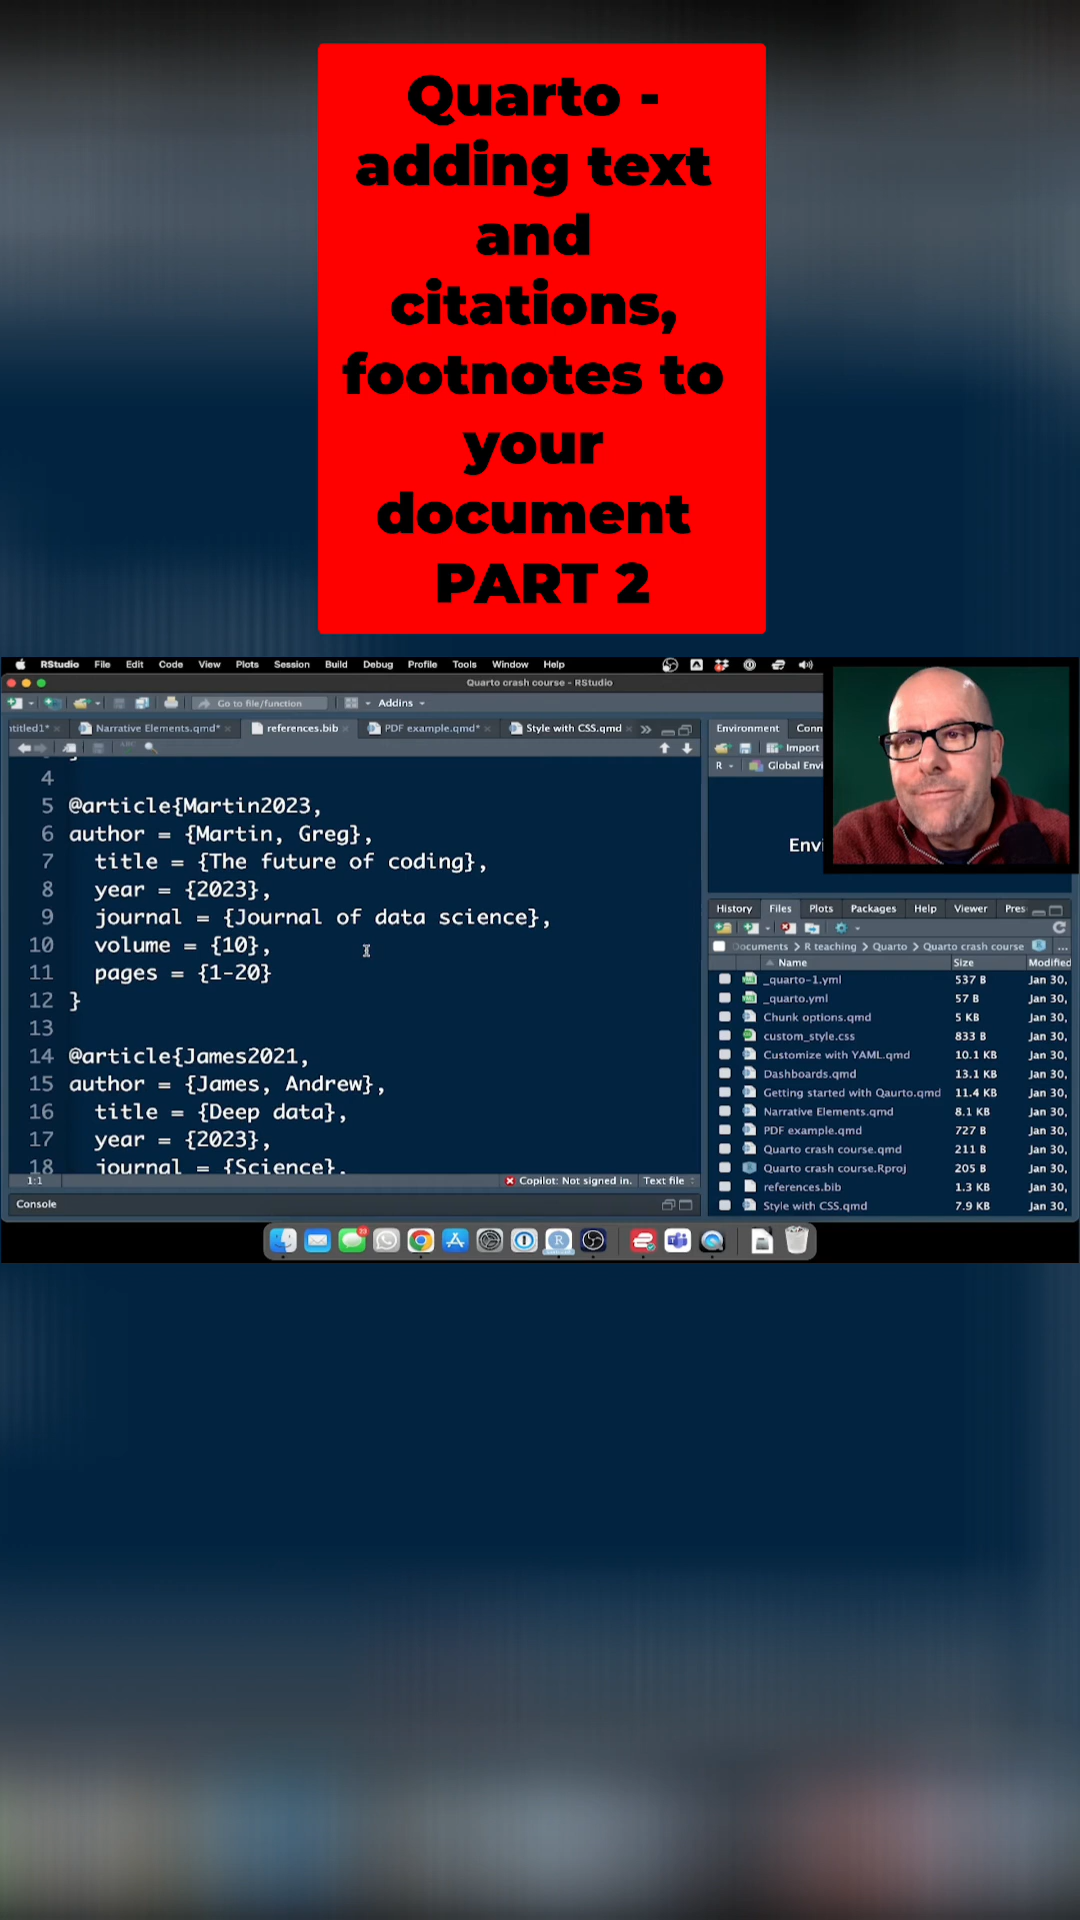 Quarto -
adding text
and
citations,
footnotes to
your
document
PART 2
RStudio File Edit Code View Plots Session Build Debug Profile Tools Window Help
Quarto crash course - RStudio
Go to file/function Addins
ntitled1* Narrative Elements.qmd* references.bib PDF example.qmd* Style with CSS.qmd
4
5 @article{Martin2023,
6 author = {Martin, Greg},
7 title = {The future of coding},
8 year = {2023},
9 journal = {Journal of data science},
10 volume = {10},
11 pages = {1-20}
12 }
13
14 @article{James2021,
15 author = {James, Andrew},
16 title = {Deep data},
17 year = {2023},
18 journal = {Science},
1:1 Copilot: Not signed in. Text file
Console
Environment Conn
Import
R Global Envi
Envi
History Files Plots Packages Help Viewer Pres
Documents > R teaching > Quarto > Quarto crash course ...
Name Size Modified
_quarto-1.yml 537 B Jan 30,
_quarto.yml 57 B Jan 30,
Chunk options.qmd 5 KB Jan 30,
custom_style.css 833 B Jan 30,
Customize with YAML.qmd 10.1 KB Jan 30,
Dashboards.qmd 13.1 KB Jan 30,
Getting started with Qaurto.qmd 11.4 KB Jan 30,
Narrative Elements.qmd 8.1 KB Jan 30,
PDF example.qmd 727 B Jan 30,
Quarto crash course.qmd 211 B Jan 30,
Quarto crash course.Rproj 205 B Jan 30,
references.bib 1.3 KB Jan 30,
Style with CSS.qmd 7.9 KB Jan 30,